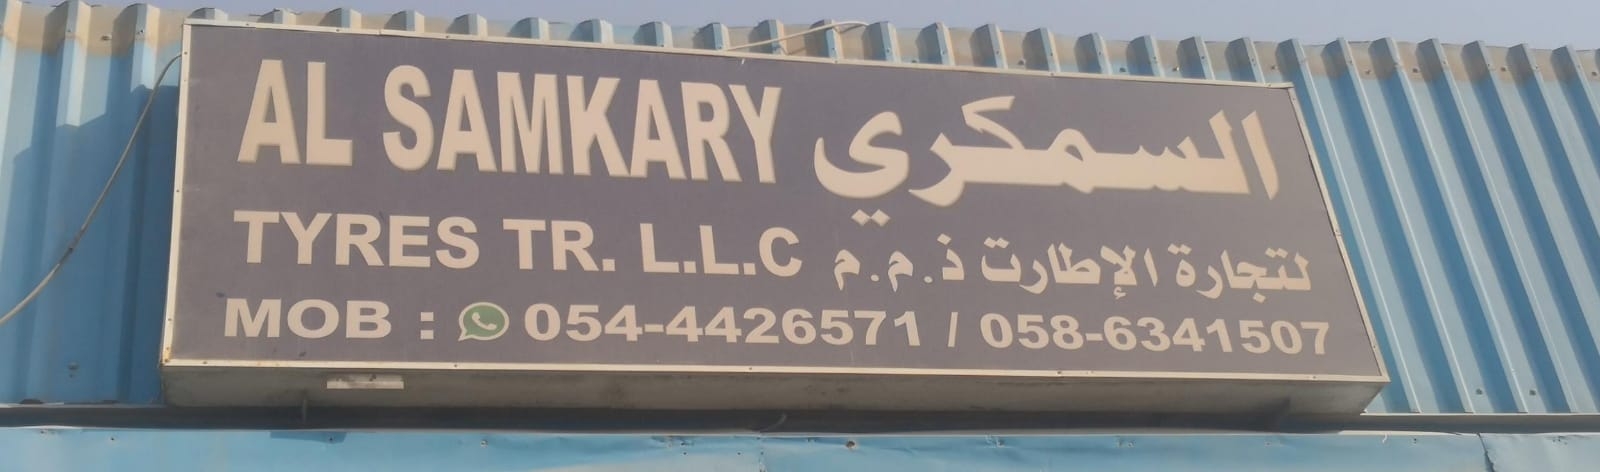 AL SAMKARY السمكري
TYRES TR. L.L.C لتجارة الإطارت ذ.م.م
MOB : 054-4426571 / 058-6341507